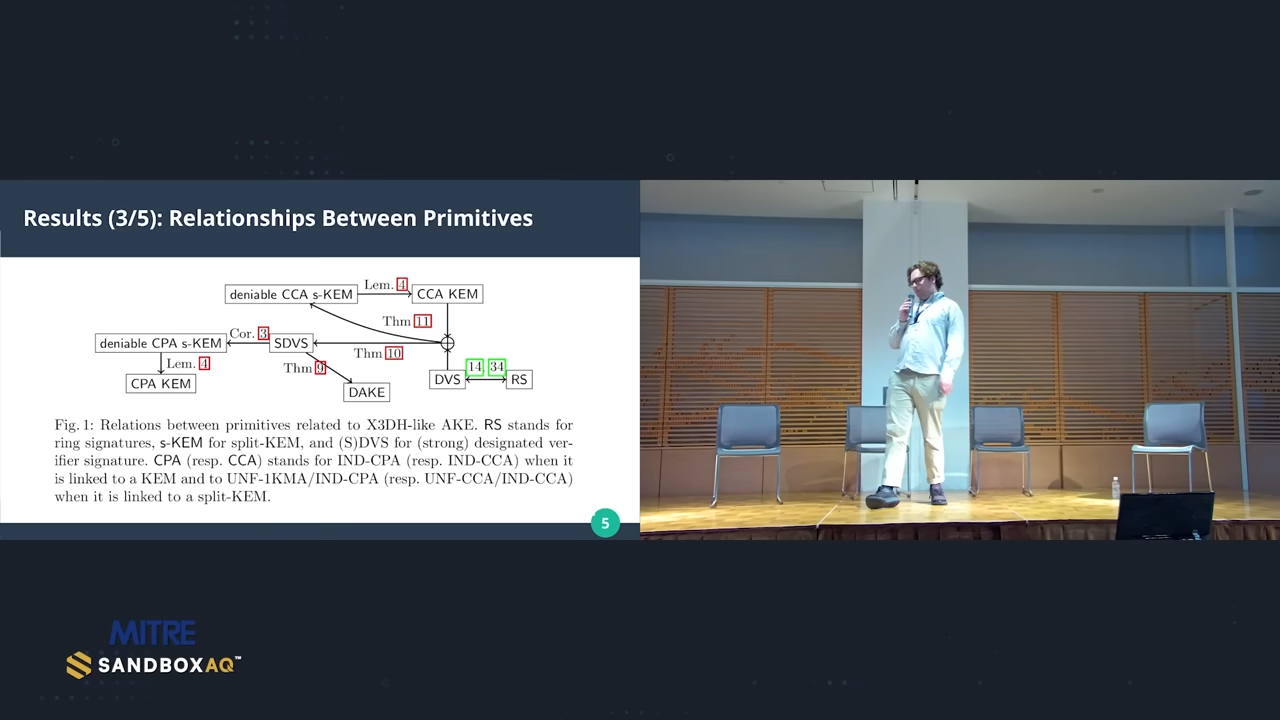 Results (3/5): Relationships Between Primitives
deniable CCA s-KEM
Lem. 4
CCA KEM
Thm 11
deniable CPA s-KEM
Cor. 3
SDVS
Thm 10
Lem. 4
Thm 9
14 34
CPA KEM
DAKE
DVS
RS
Fig. 1: Relations between primitives related to X3DH-like AKE. RS stands for
ring signatures, s-KEM for split-KEM, and (S)DVS for (strong) designated ver-
ifier signature. CPA (resp. CCA) stands for IND-CPA (resp. IND-CCA) when it
is linked to a KEM and to UNF-1KMA/IND-CPA (resp. UNF-CCA/IND-CCA)
when it is linked to a split-KEM.
5
MITRE
SANDBOXAQ™